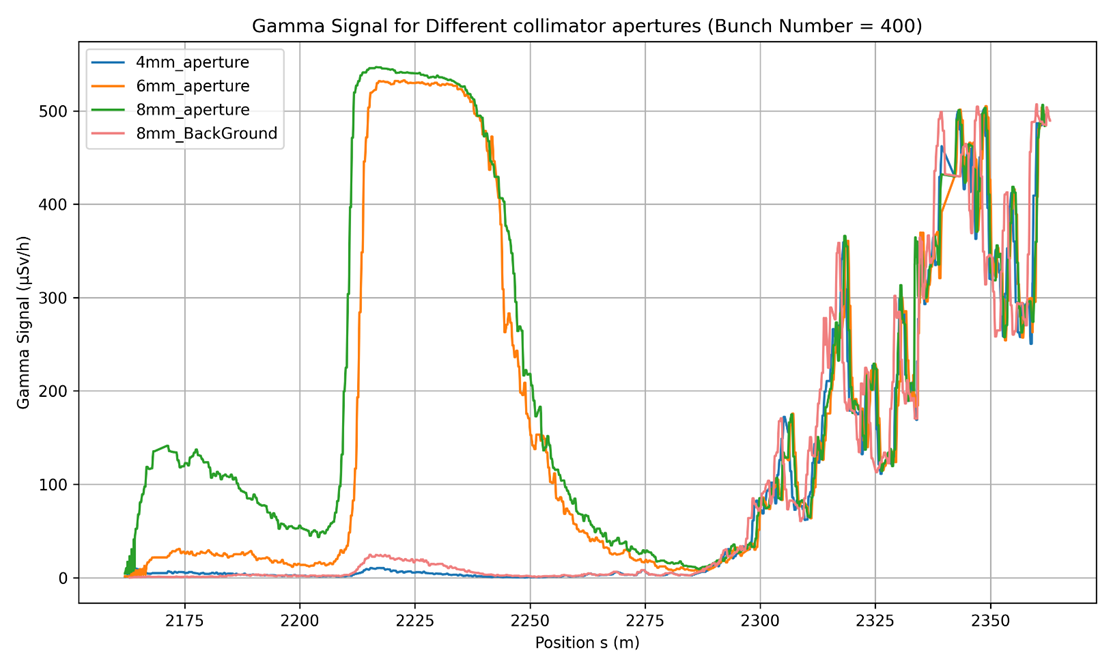 Gamma Signal for Different collimator apertures (Bunch Number = 400)
4mm_aperture
6mm_aperture
8mm_aperture
8mm_BackGround
Gamma Signal (μSv/h)
500
400
300
200
100
0
2175 2200 2225 2250 2275 2300 2325 2350
Position s (m)